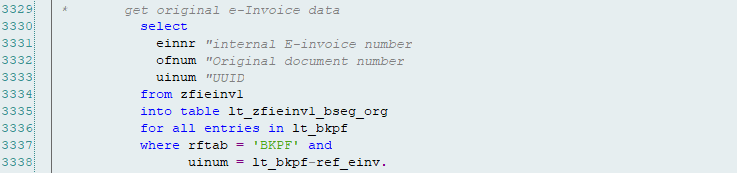 3329 * get original e-Invoice data
3330 select
3331 einnr "internal E-invoice number
3332 ofnum "Original document number
3333 uinum "UUID
3334 from zfieinv1
3335 into table lt_zfieinv1_bseg_org
3336 for all entries in lt_bkpf
3337 where rftab = 'BKPF' and
3338 uinum = lt_bkpf-ref_einv.